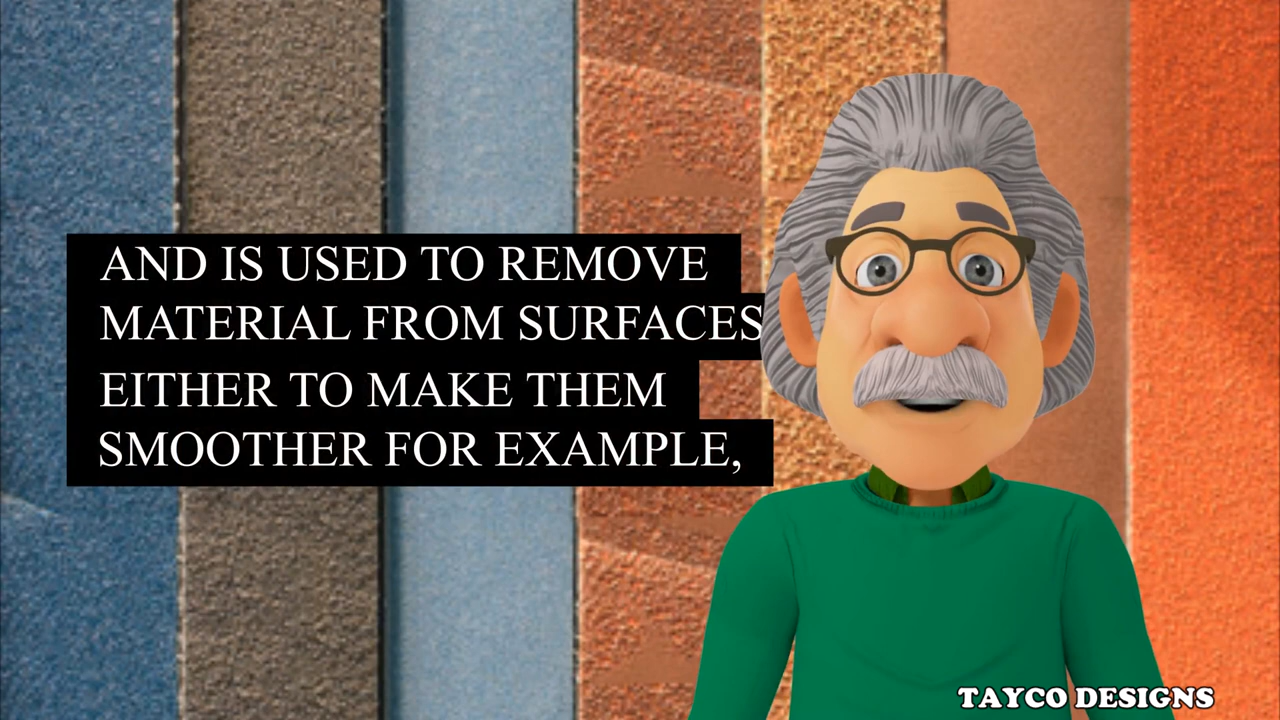 AND IS USED TO REMOVE
MATERIAL FROM SURFACES
EITHER TO MAKE THEM
SMOOTHER FOR EXAMPLE,
TAYCO DESIGNS